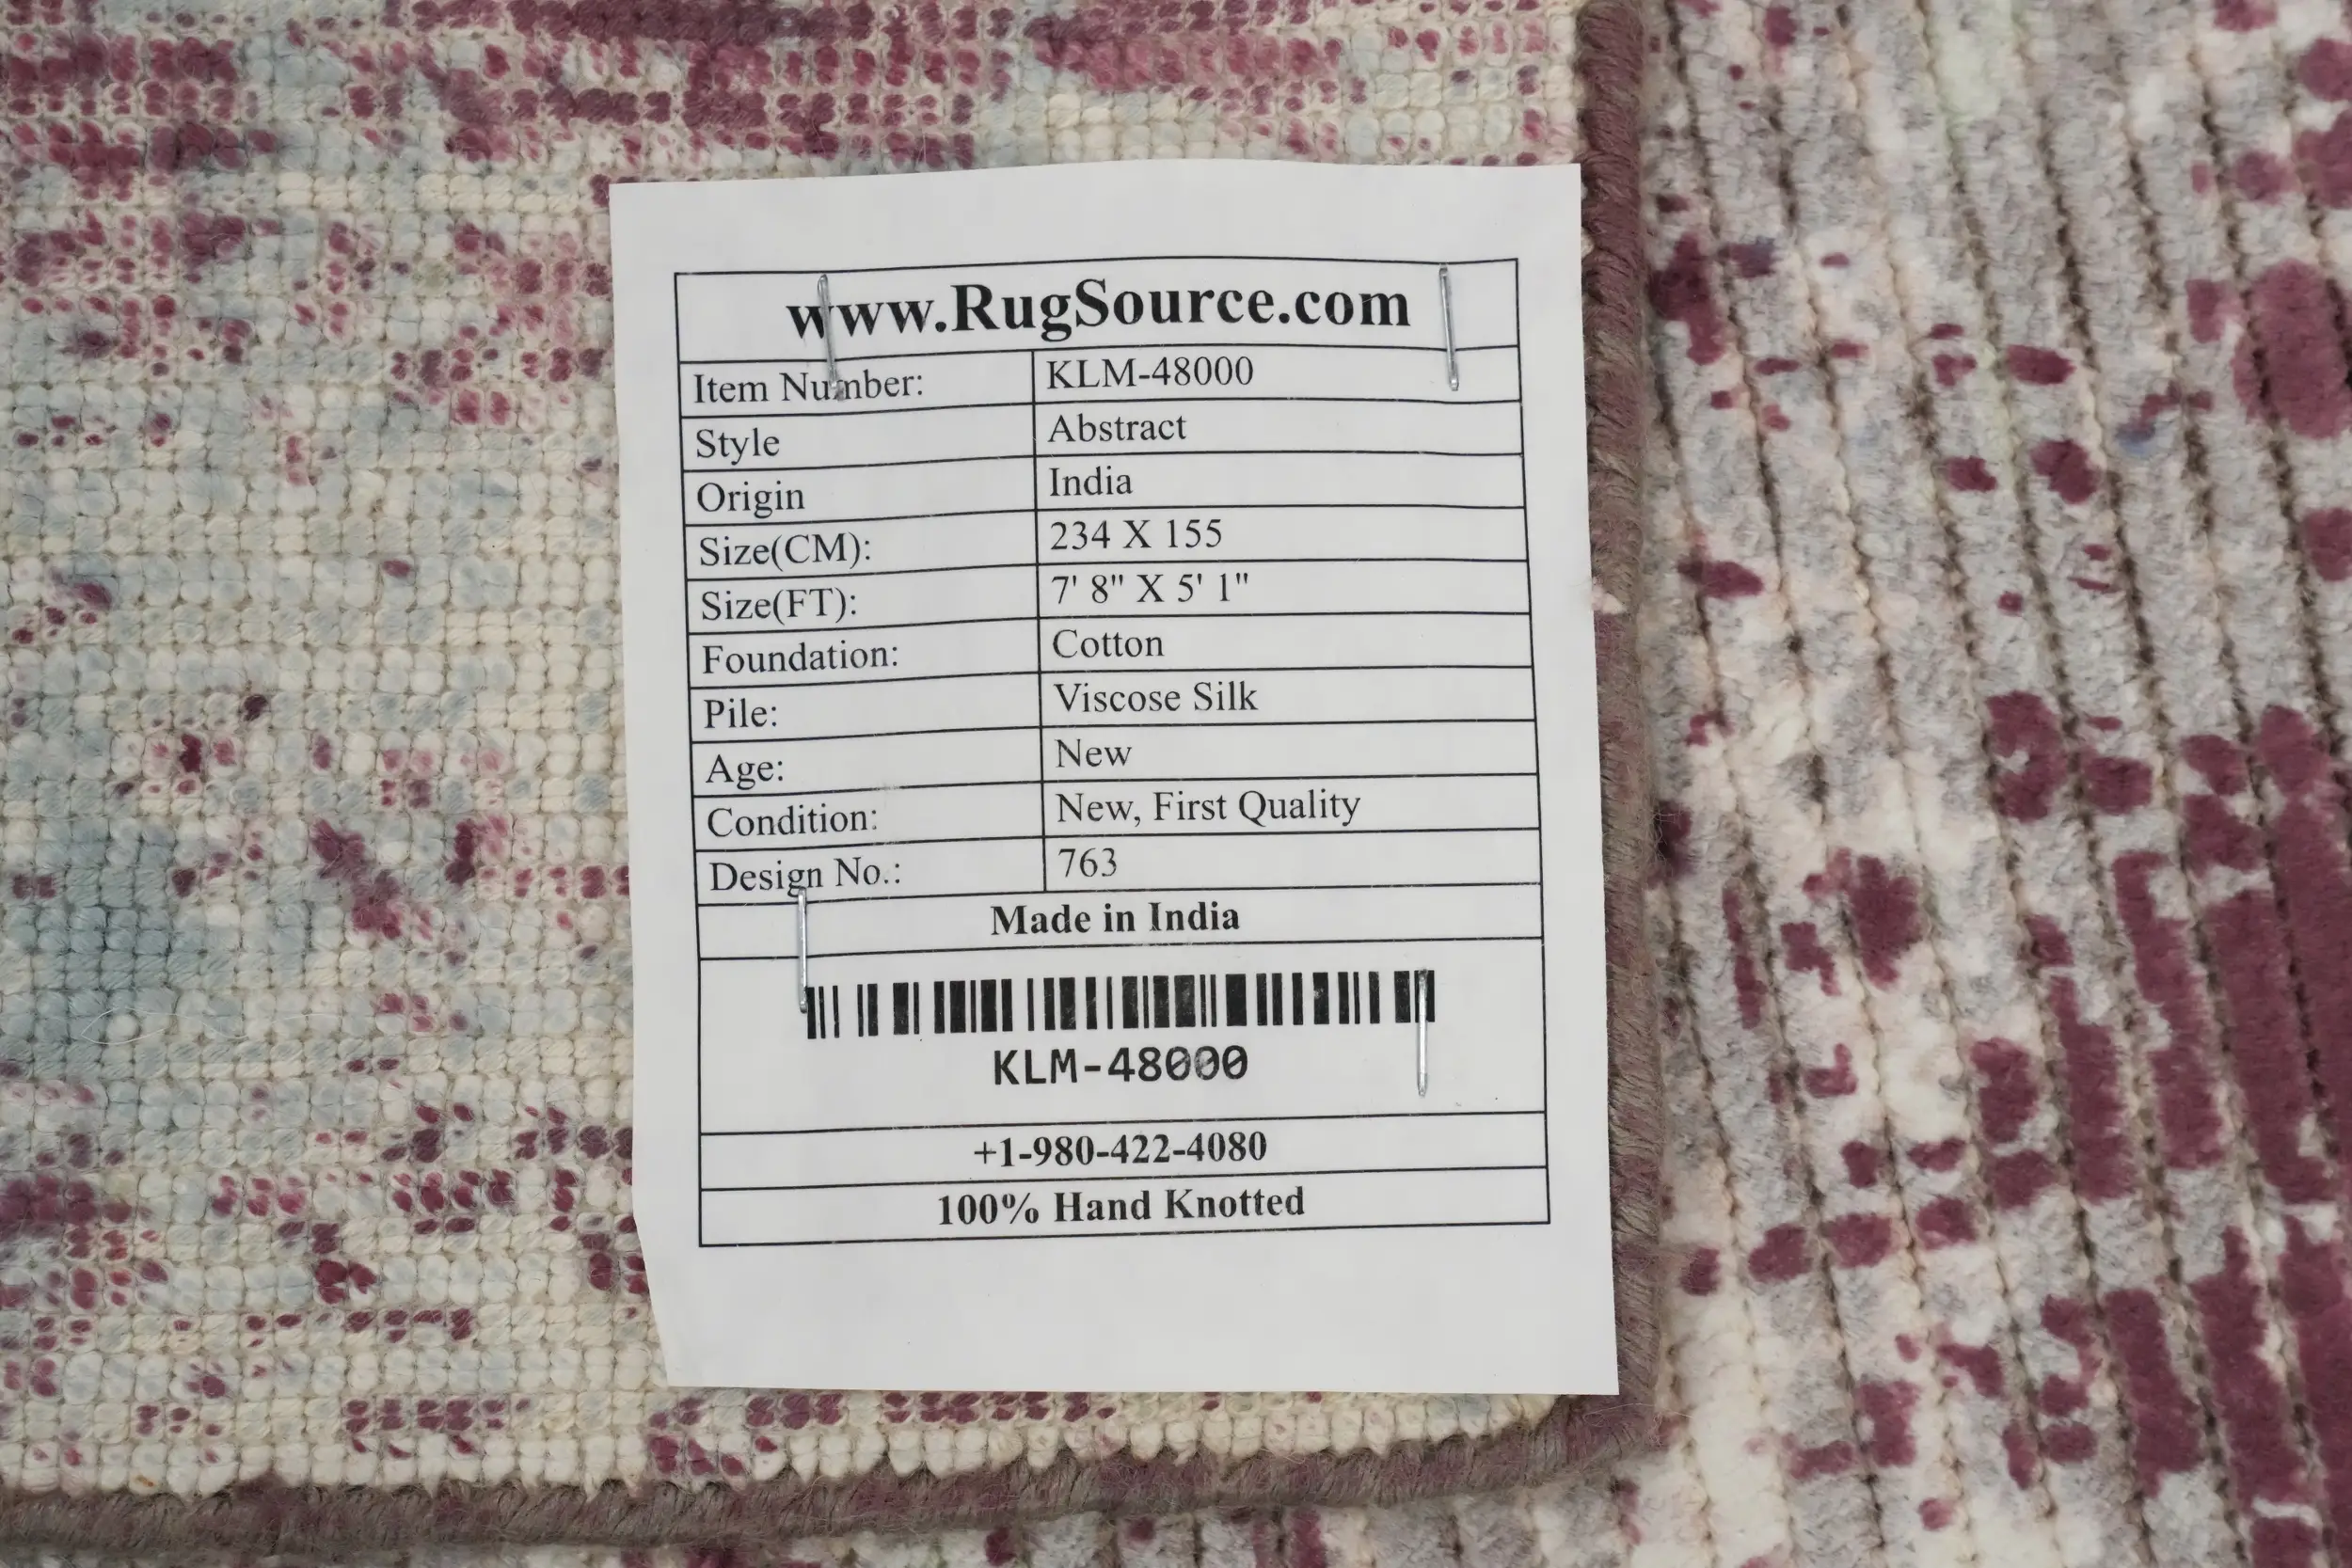 www.RugSource.com
Item Number: KLM-48000
Style Abstract
Origin India
Size(CM): 234 X 155
Size(FT): 7' 8" X 5' 1"
Foundation: Cotton
Pile: Viscose Silk
Age: New
Condition: New, First Quality
Design No.: 763
Made in India
KLM-48000
+1-980-422-4080
100% Hand Knotted